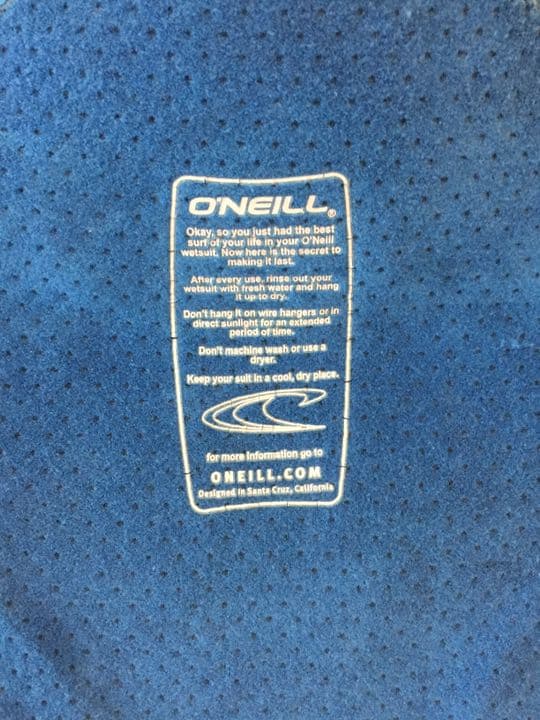 O'NEILL®
Okay, so you just had the best
surf of your life in your O'Neill
wetsuit. Now here is the secret to
making it last.
After every use, rinse out your
wetsuit with fresh water and hang
it up to dry.
Don't hang it on wire hangers or in
direct sunlight for an extended
period of time.
Don't machine wash or use a
dryer.
Keep your suit in a cool, dry place.
for more information go to
ONEILL.COM
Designed in Santa Cruz, California